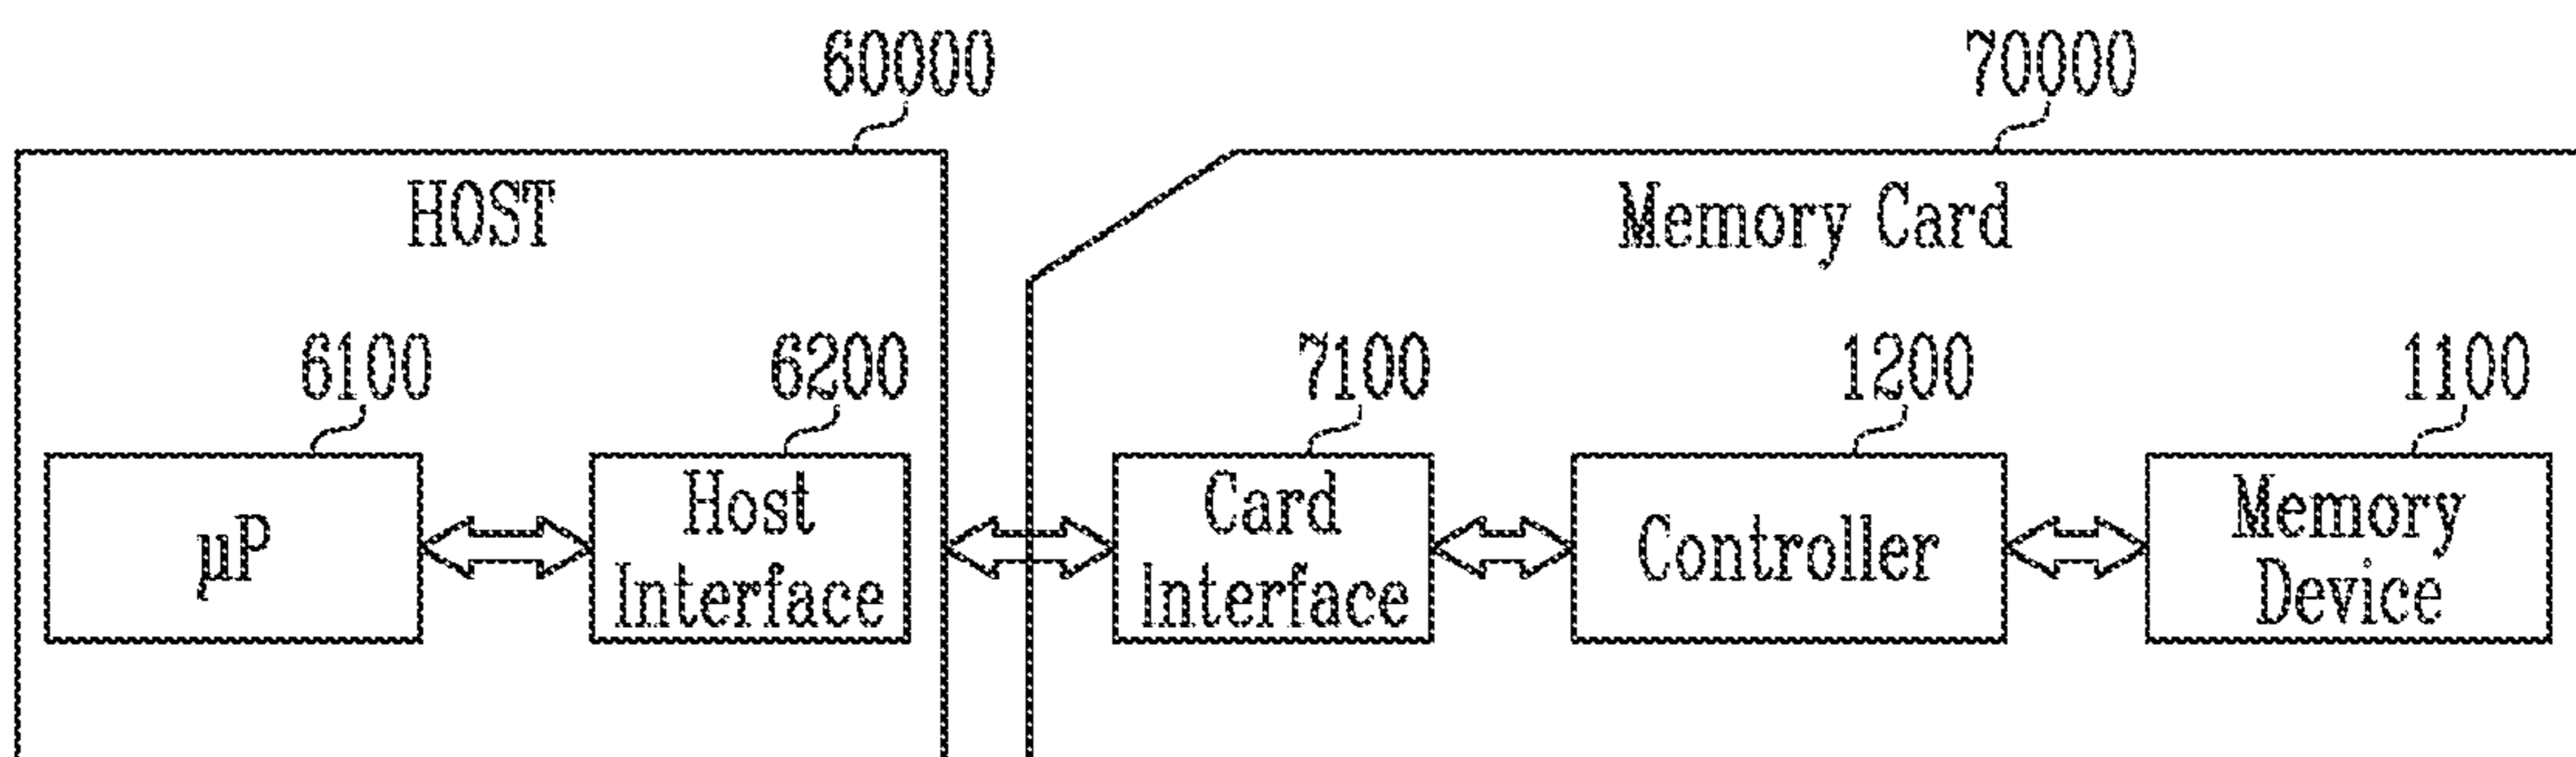 60000
70000
HOST
Memory Card
6100
6200
7100
1200
1100
µP
Host
Interface
Card
Interface
Controller
Memory
Device